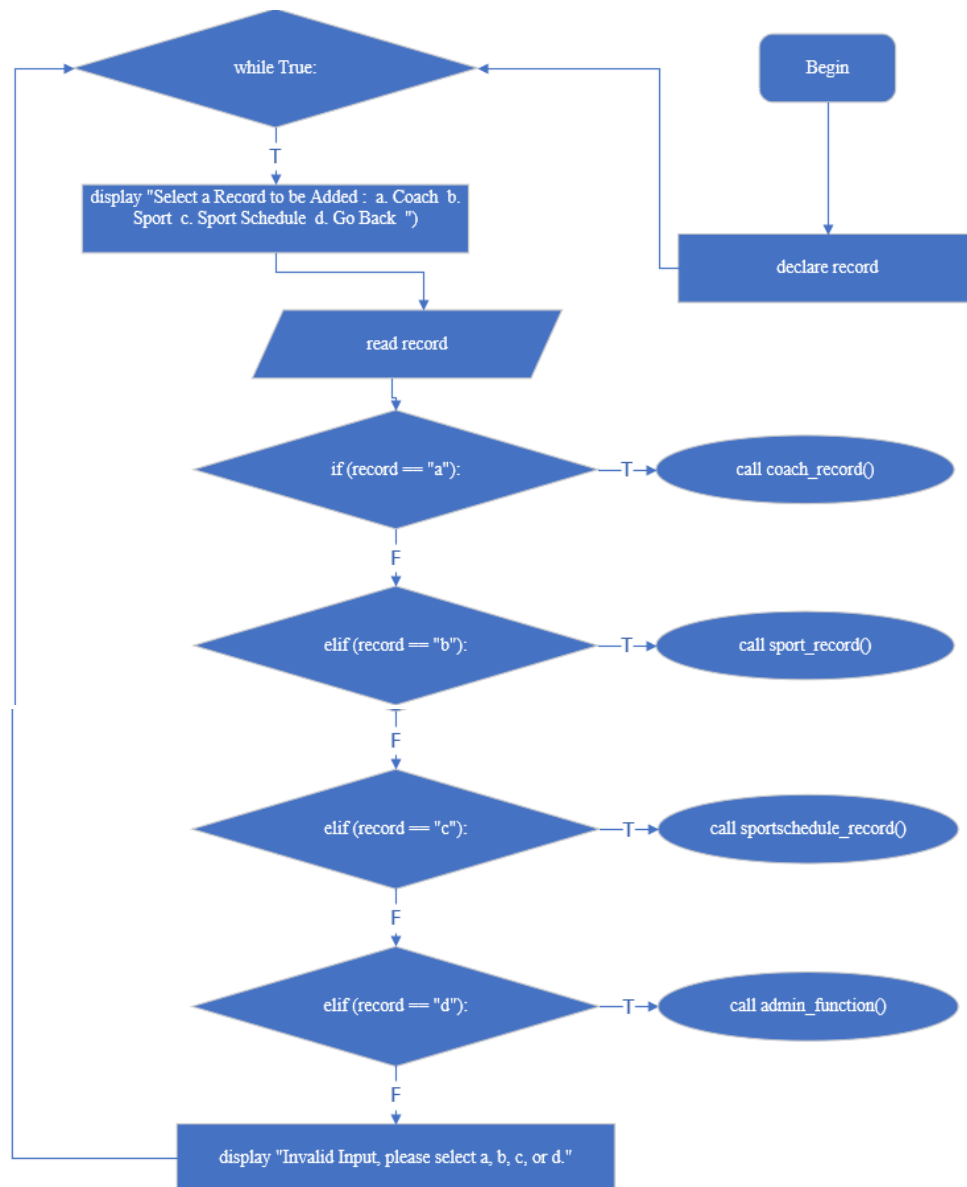 while True:
Begin
T
display "Select a Record to be Added :  a. Coach  b.
Sport  c. Sport Schedule  d. Go Back  ")
declare record
read record
if (record == "a"):
T
call coach_record()
F
elif (record == "b"):
T
call sport_record()
F
elif (record == "c"):
T
call sportschedule_record()
F
elif (record == "d"):
T
call admin_function()
F
display "Invalid Input, please select a, b, c, or d."